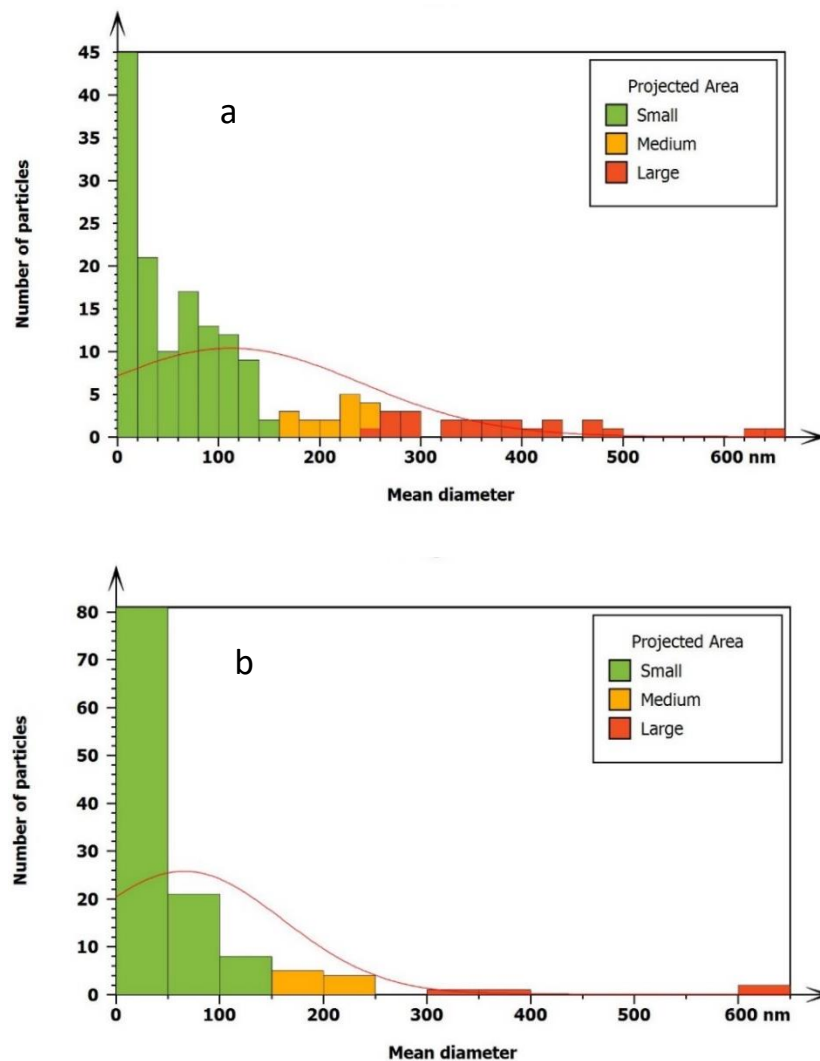 45
40
35
30
25
20
15
10
5
0
Number of particles
a
Projected Area
Small
Medium
Large
0 100 200 300 400 500 600 nm
Mean diameter
80
70
60
50
40
30
20
10
0
Number of particles
b
Projected Area
Small
Medium
Large
0 100 200 300 400 500 600 nm
Mean diameter